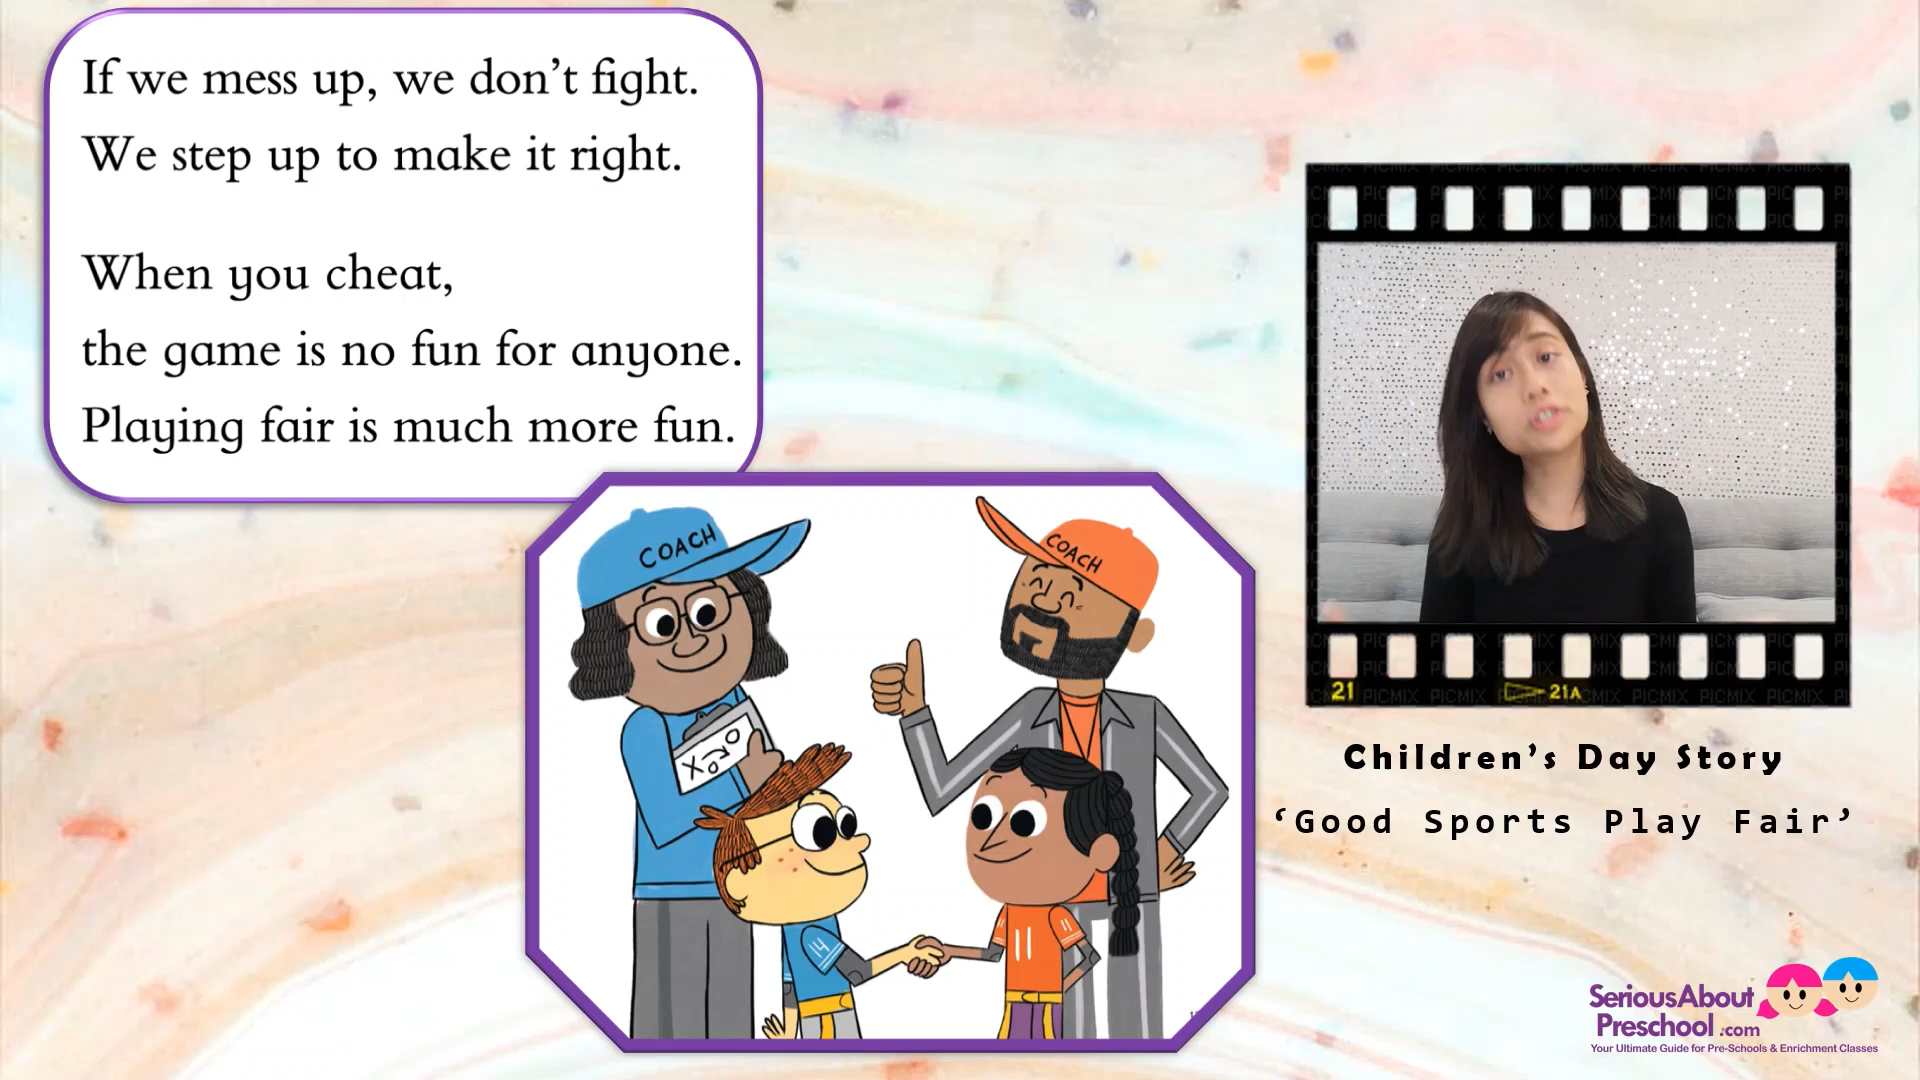 If we mess up, we don’t fight.
We step up to make it right.
When you cheat,
the game is no fun for anyone.
Playing fair is much more fun.
COACH
COACH
14
11
11
21
21A
Children’s Day Story
‘Good Sports Play Fair’
SeriousAbout
Preschool.com
Your Ultimate Guide for Pre-Schools & Enrichment Classes